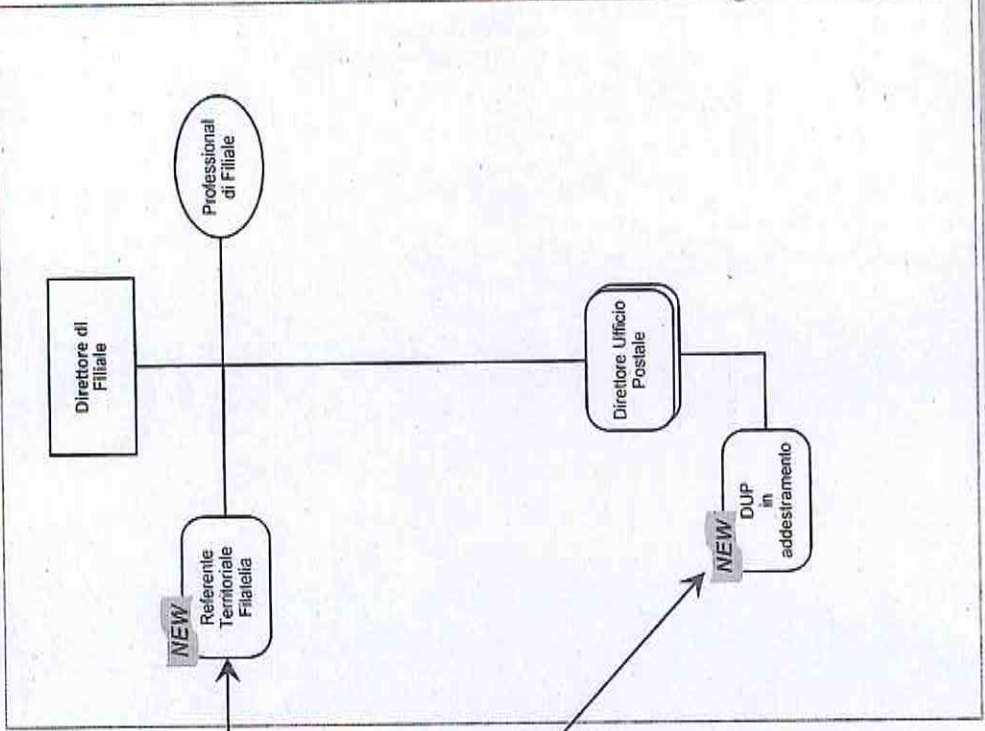 Direttore di
Filiale
Professional
di Filiale
NEW
Referente
Territoriale
Filatelia
Direttore Ufficio
Postale
NEW
DUP
in
addestramento